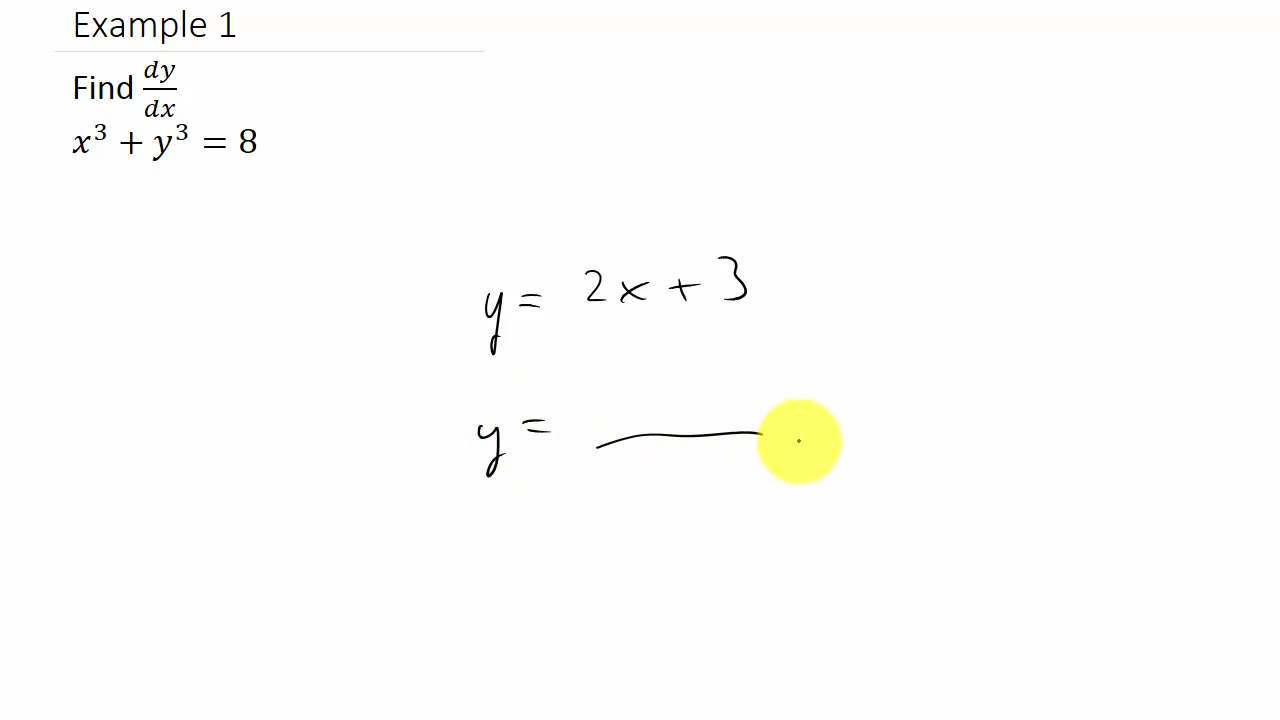 Example 1
Find dy/dx
x³ + y³ = 8
y = 2x + 3
y =